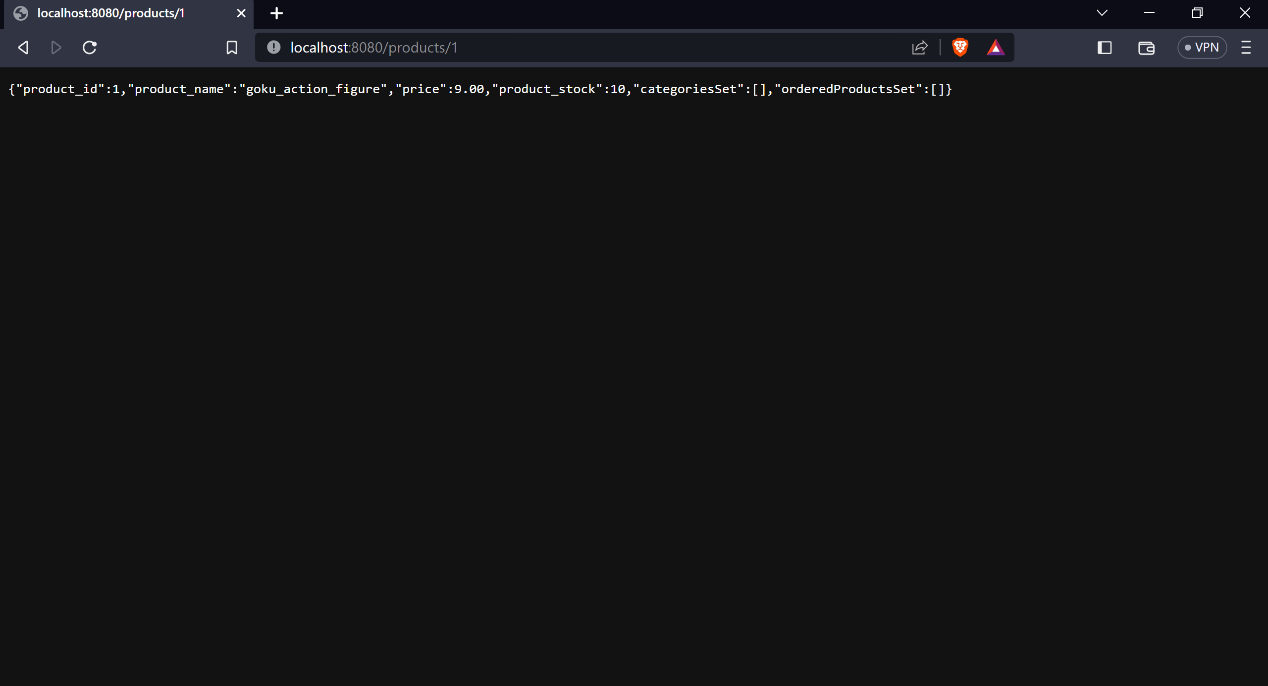 localhost:8080/products/1
localhost:8080/products/1
VPN
{"product_id":1,"product_name":"goku_action_figure","price":9.00,"product_stock":10,"categoriesSet":[],"orderedProductsSet":[]}